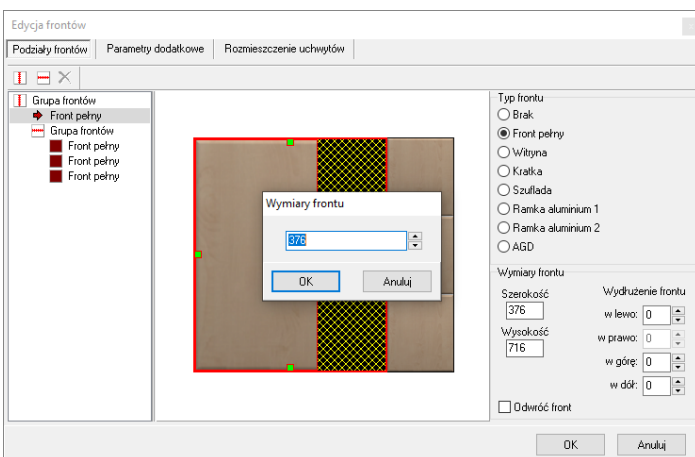 Edycja frontów
Podziały frontów Parametry dodatkowe Rozmieszczenie uchwytów
Grupa frontów
Front pełny
Grupa frontów
Front pełny
Front pełny
Front pełny
Wymiary frontu
376
OK Anuluj
Typ frontu
Brak
Front pełny
Witryna
Kratka
Szuflada
Ramka aluminium 1
Ramka aluminium 2
AGD
Wymiary frontu
Szerokość
376
Wysokość
716
Wydłużenie frontu
w lewo: 0
w prawo: 0
w górę: 0
w dół: 0
Odwróć front
OK Anuluj